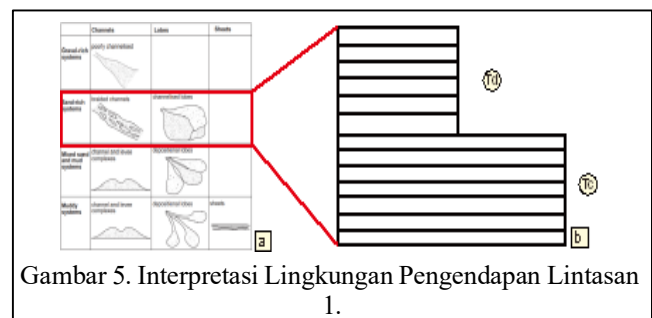 Channels Lobes Sheets
Gravel-rich systems
poorly channelised
Sand-rich systems
braided channels
channelised lobes
Mixed sand and mud systems
channel and levee complexes
depositional lobes
Muddy systems
channel and levee complexes
depositional lobes
sheets
a
Td
Tc
b
Gambar 5. Interpretasi Lingkungan Pengendapan Lintasan
1.